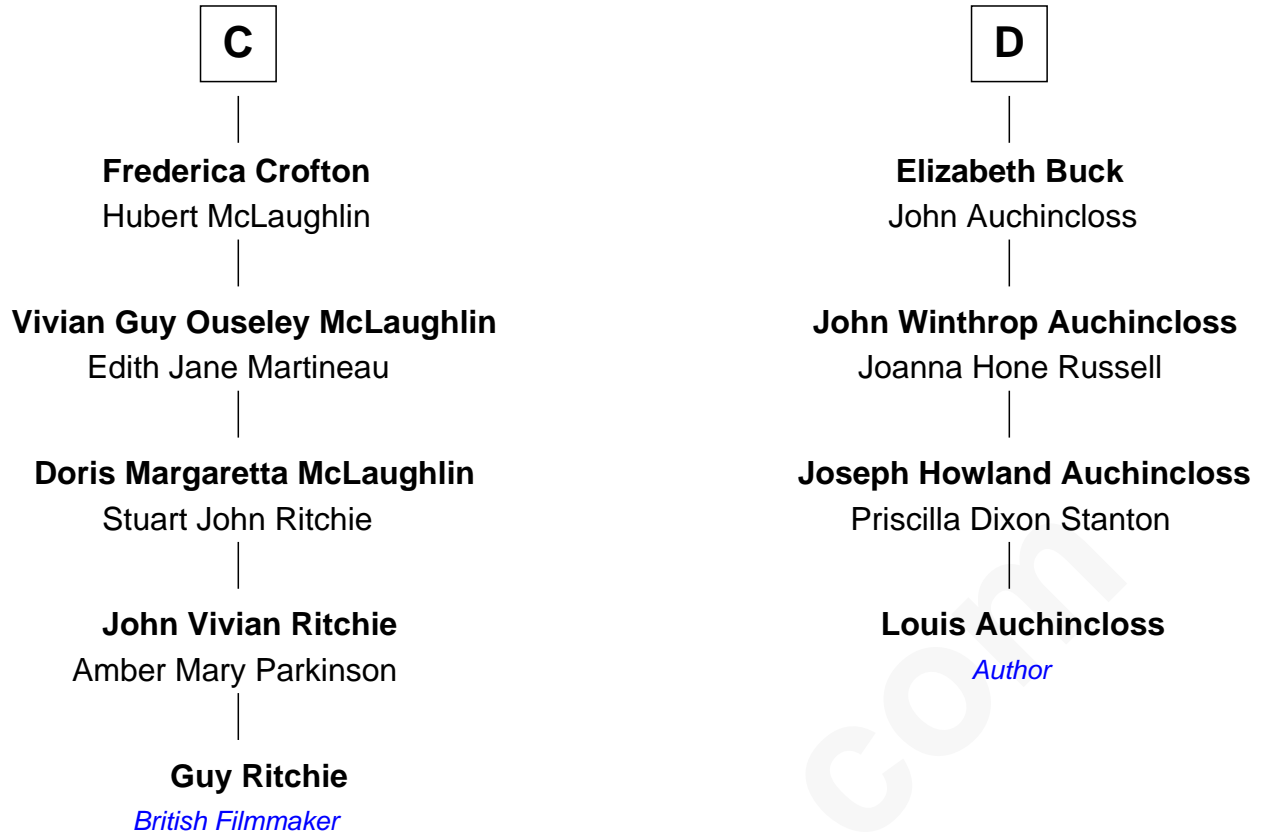 C
Frederica Crofton
Hubert McLaughlin
Vivian Guy Ouseley McLaughlin
Edith Jane Martineau
Doris Margaretta McLaughlin
Stuart John Ritchie
John Vivian Ritchie
Amber Mary Parkinson
Guy Ritchie
British Filmmaker
D
Elizabeth Buck
John Auchincloss
John Winthrop Auchincloss
Joanna Hone Russell
Joseph Howland Auchincloss
Priscilla Dixon Stanton
Louis Auchincloss
Author
com